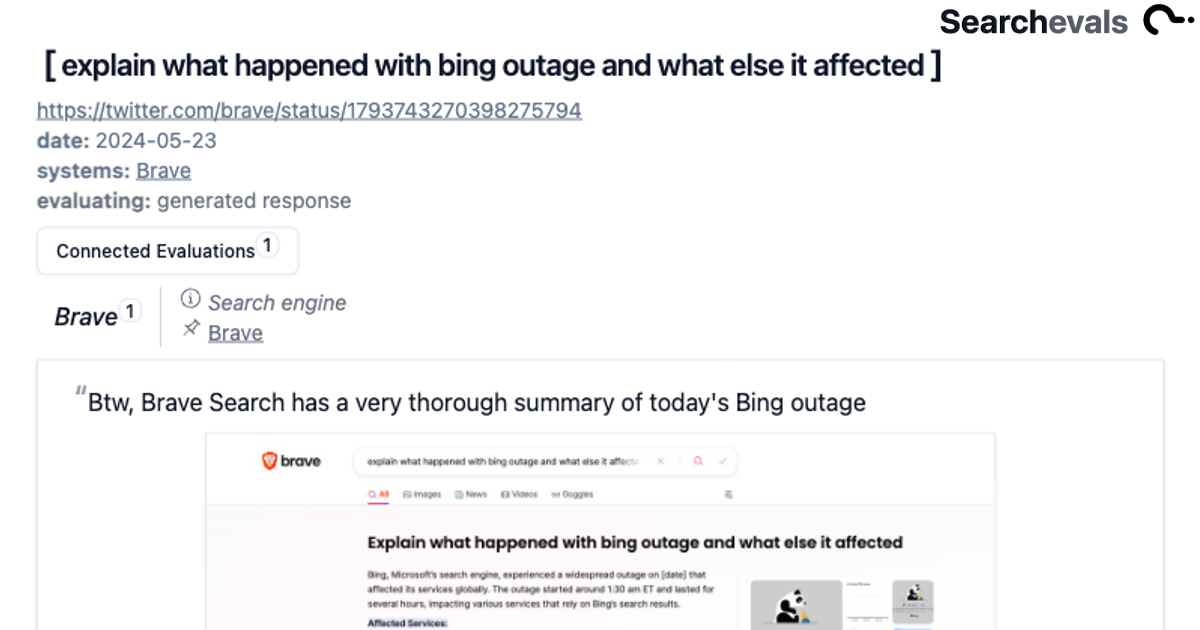 Searchevals
[ explain what happened with bing outage and what else it affected ]
https://twitter.com/brave/status/1793743270398275794
date: 2024-05-23
systems: Brave
evaluating: generated response
Connected Evaluations 1
Brave 1
Search engine
Brave
“Btw, Brave Search has a very thorough summary of today's Bing outage
brave
explain what happened with bing outage and what else it affecte
All Images News Videos Goggles
Explain what happened with bing outage and what else it affected
Bing, Microsoft's search engine, experienced a widespread outage on [date] that
affected its services globally. The outage started around 1:30 am ET and lasted for
several hours, impacting various services that rely on Bing's search results.
Affected Services: